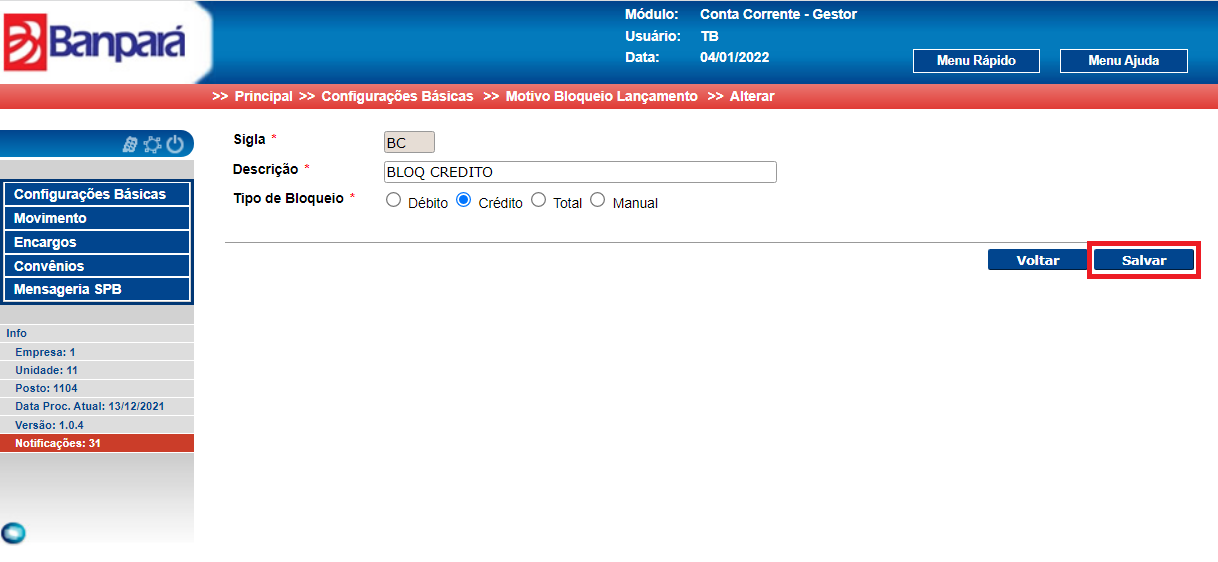 Banpará
Módulo: Conta Corrente - Gestor
Usuário: TB
Data: 04/01/2022
Menu Rápido
Menu Ajuda
>> Principal >> Configurações Básicas >> Motivo Bloqueio Lançamento >> Alterar
Sigla * BC
Descrição * BLOQ CREDITO
Tipo de Bloqueio * Débito Crédito Total Manual
Voltar
Salvar
Configurações Básicas
Movimento
Encargos
Convênios
Mensageria SPB
Info
Empresa: 1
Unidade: 11
Posto: 1104
Data Proc. Atual: 13/12/2021
Versão: 1.0.4
Notificações: 31